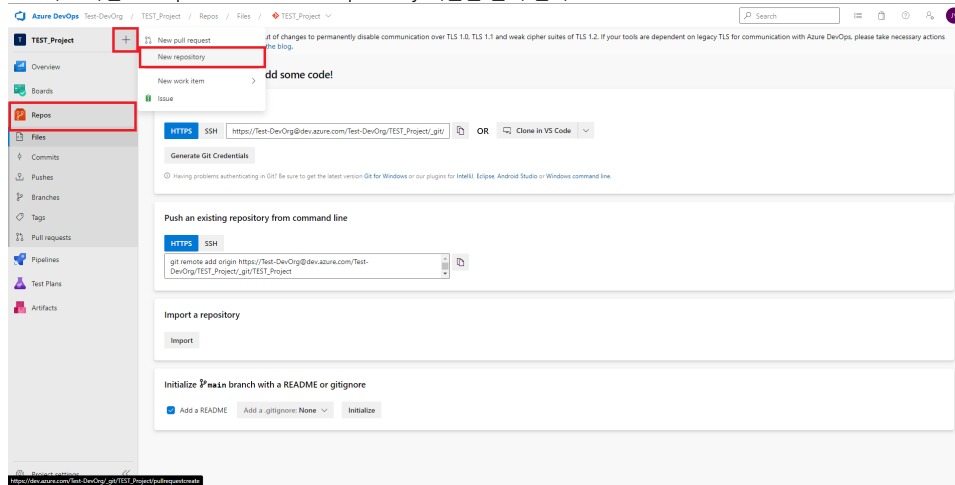 Azure DevOps Test-DevOrg / TEST_Project / Repos / Files / TEST_Project
Search
T TEST_Project +
New pull request
New repository
New work item
Issue
ut of changes to permanently disable communication over TLS 1.0, TLS 1.1 and weak cipher suites of TLS 1.2. If your tools are dependent on legacy TLS for communication with Azure DevOps, please take necessary actions
the blog.
dd some code!
Overview
Boards
Repos
Files
Commits
Pushes
Branches
Tags
Pull requests
Pipelines
Test Plans
Artifacts
HTTPS SSH https://Test-DevOrg@dev.azure.com/Test-DevOrg/TEST_Project/_git/ OR Clone in VS Code
Generate Git Credentials
Having problems authenticating in Git? Be sure to get the latest version Git for Windows or our plugins for IntelliJ, Eclipse, Android Studio or Windows command line
Push an existing repository from command line
HTTPS SSH
git remote add origin https://Test-DevOrg@dev.azure.com/Test-
DevOrg/TEST_Project/_git/TEST_Project
Import a repository
Import
Initialize main branch with a README or gitignore
Add a README Add a .gitignore: None Initialize
Project settings
https://dev.azure.com/Test-DevOrg/_git/TEST_Project/pullrequestcreate